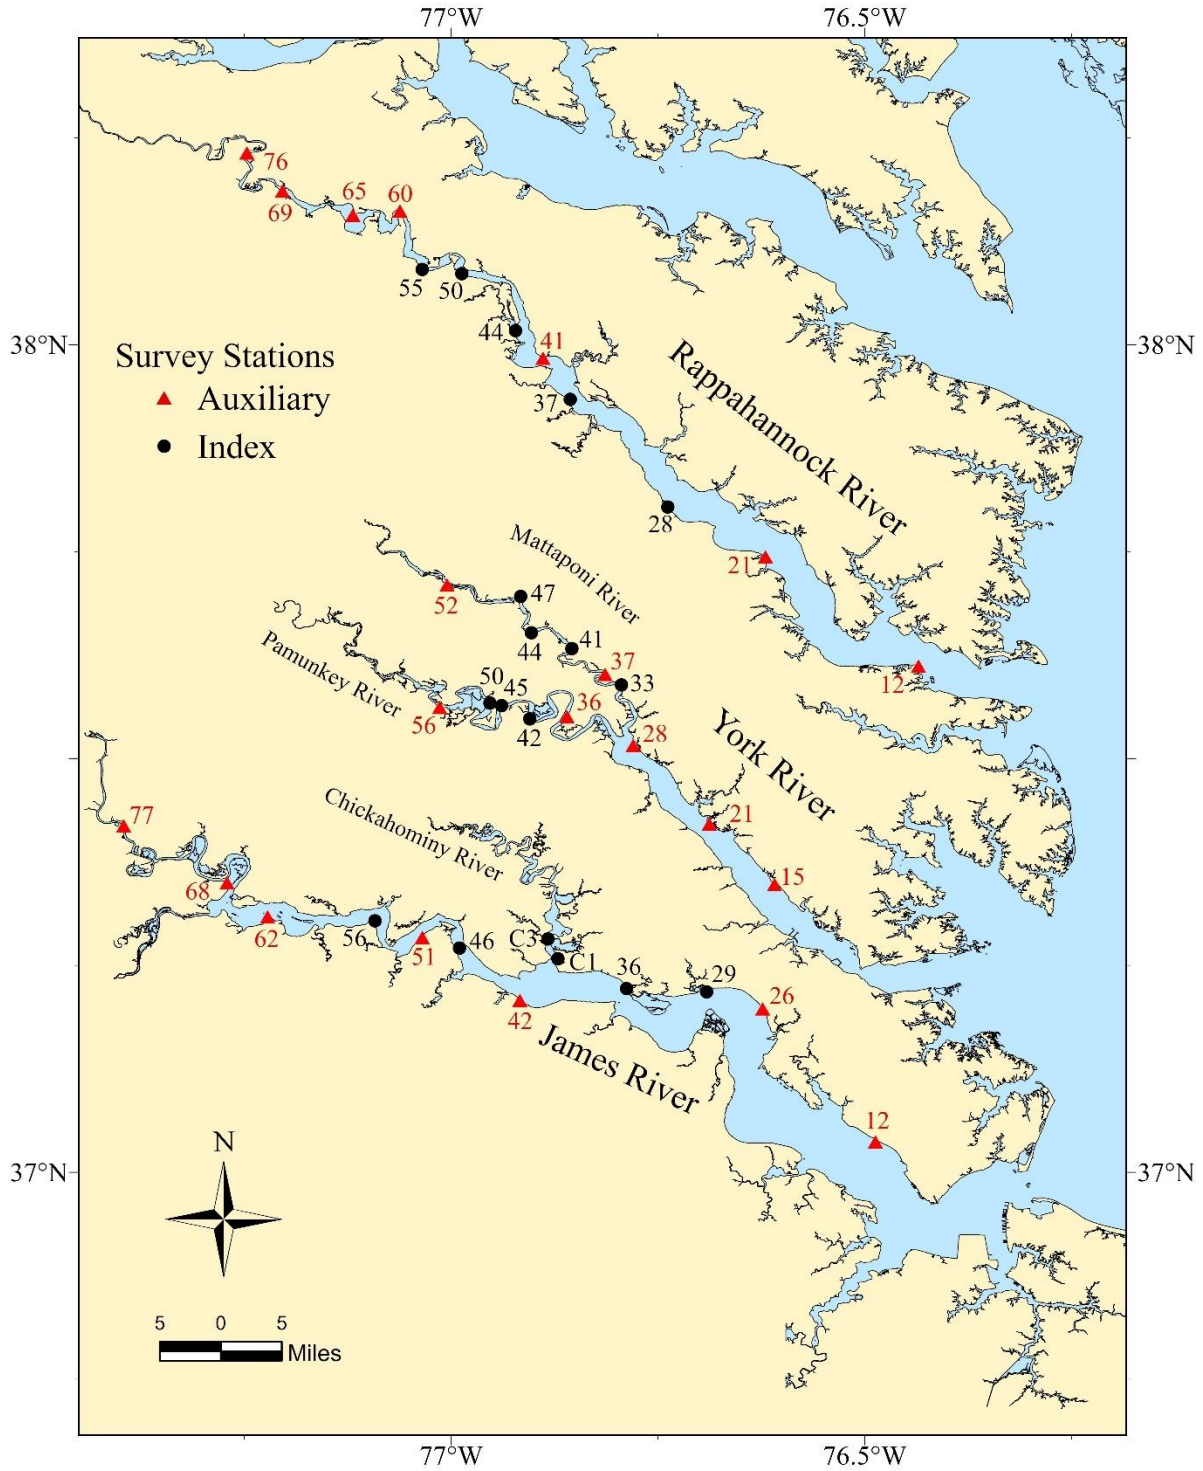 77°W 76.5°W
76
69
65
60
55
50
44
41
38°N 38°N
Survey Stations
Auxiliary
Index
37
Rappahannock River
28
21
12
Mattaponi River
52
47
44
41
37
33
Pamunkey River
50
45
56
42
36
28
York River
21
15
Chickahominy River
77
68
62
56
51
46
C3
C1
36
29
26
42
James River
12
N
37°N 37°N
5 0 5
Miles
77°W 76.5°W